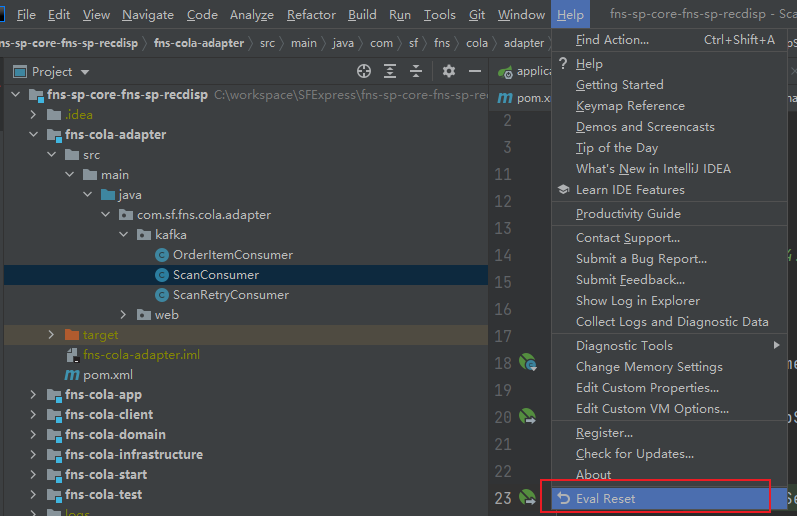 File Edit View Navigate Code Analyze Refactor Build Run Tools Git Window Help fns-sp-core-fns-sp-recdisp - Sca
ns-sp-core-fns-sp-recdisp fns-cola-adapter src main java com sf fns cola adapter
Project
applica
pom.x
fns-sp-core-fns-sp-recdisp C:\workspace\SFExpress\fns-sp-core-fns-sp-rec
.idea
fns-cola-adapter
src
main
java
com.sf.fns.cola.adapter
kafka
OrderItemConsumer
ScanConsumer
ScanRetryConsumer
web
target
fns-cola-adapter.iml
pom.xml
fns-cola-app
fns-cola-client
fns-cola-domain
fns-cola-infrastructure
fns-cola-start
fns-cola-test
logs
2
3
11
12
13
14
15
16
17
18
19
20
21
22
23
Find Action... Ctrl+Shift+A
Help
Getting Started
Keymap Reference
Demos and Screencasts
Tip of the Day
What's New in IntelliJ IDEA
Learn IDE Features
Productivity Guide
Contact Support...
Submit a Bug Report...
Submit Feedback...
Show Log in Explorer
Collect Logs and Diagnostic Data
Diagnostic Tools
Change Memory Settings
Edit Custom Properties...
Edit Custom VM Options...
Register...
Check for Updates...
About
Eval Reset